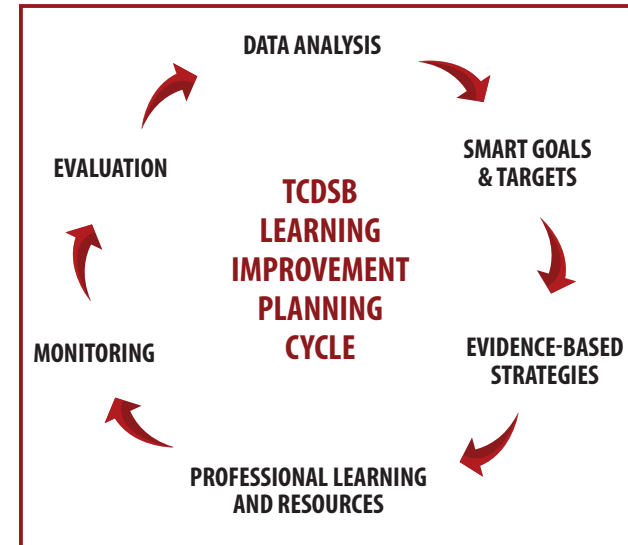 DATA ANALYSIS
SMART GOALS
& TARGETS
EVIDENCE-BASED
STRATEGIES
PROFESSIONAL LEARNING
AND RESOURCES
MONITORING
EVALUATION
TCDSB
LEARNING
IMPROVEMENT
PLANNING
CYCLE